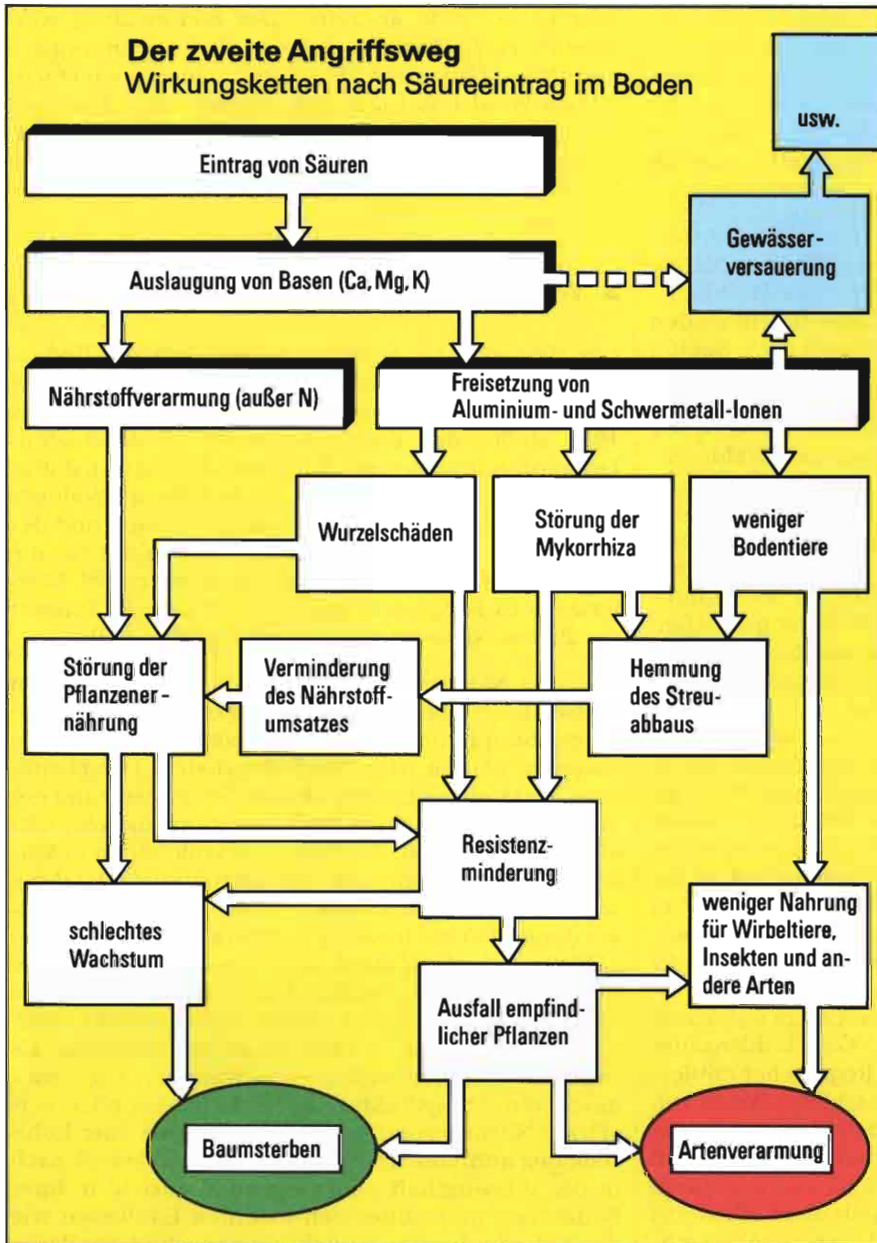 Der zweite Angriffsweg
Wirkungsketten nach Säureeintrag im Boden
usw.
Eintrag von Säuren
Gewässer-
versauerung
Auslaugung von Basen (Ca, Mg, K)
Nährstoffverarmung (außer N)
Freisetzung von
Aluminium- und Schwermetall-Ionen
Wurzelschäden
Störung der
Mykorrhiza
weniger
Bodentiere
Störung der
Pflanzener-
nährung
Verminderung
des Nährstoff-
umsatzes
Hemmung
des Streu-
abbaus
Resistenz-
minderung
schlechtes
Wachstum
weniger Nahrung
für Wirbeltiere,
Insekten und an-
dere Arten
Ausfall empfind-
licher Pflanzen
Baumsterben
Artenverarmung